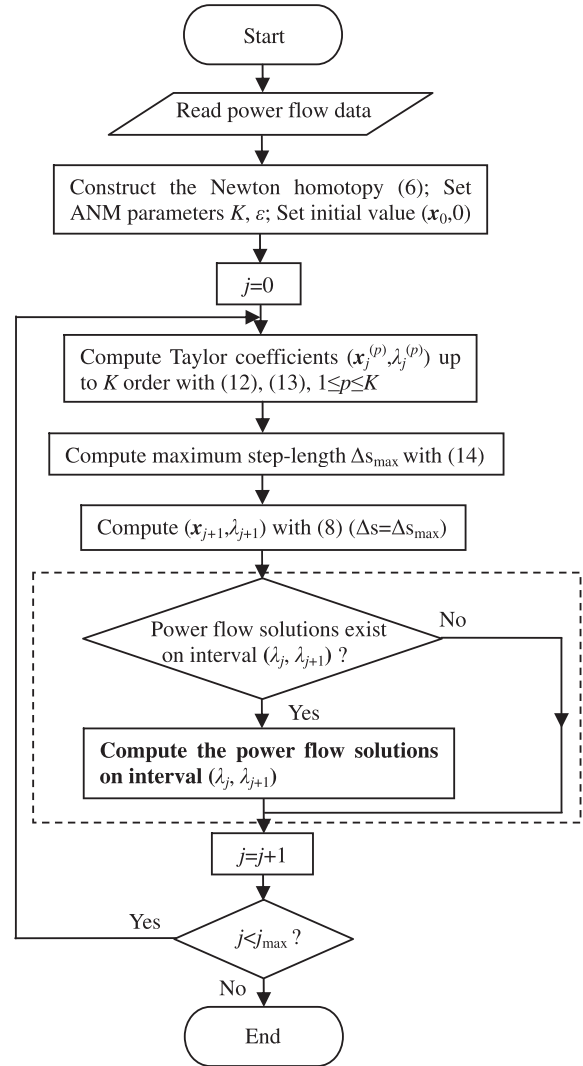 Start
Read power flow data
Construct the Newton homotopy (6); Set
ANM parameters K, ε; Set initial value (x₀,0)
j=0
Compute Taylor coefficients (xⱼ⁽ᵖ⁾,λⱼ⁽ᵖ⁾) up
to K order with (12), (13), 1≤p≤K
Compute maximum step-length Δsmax with (14)
Compute (xⱼ₊₁,λⱼ₊₁) with (8) (Δs=Δsmax)
Power flow solutions exist
on interval (λⱼ, λⱼ₊₁) ?
No
Yes
Compute the power flow solutions
on interval (λⱼ, λⱼ₊₁)
j=j+1
Yes
j<jmax ?
No
End